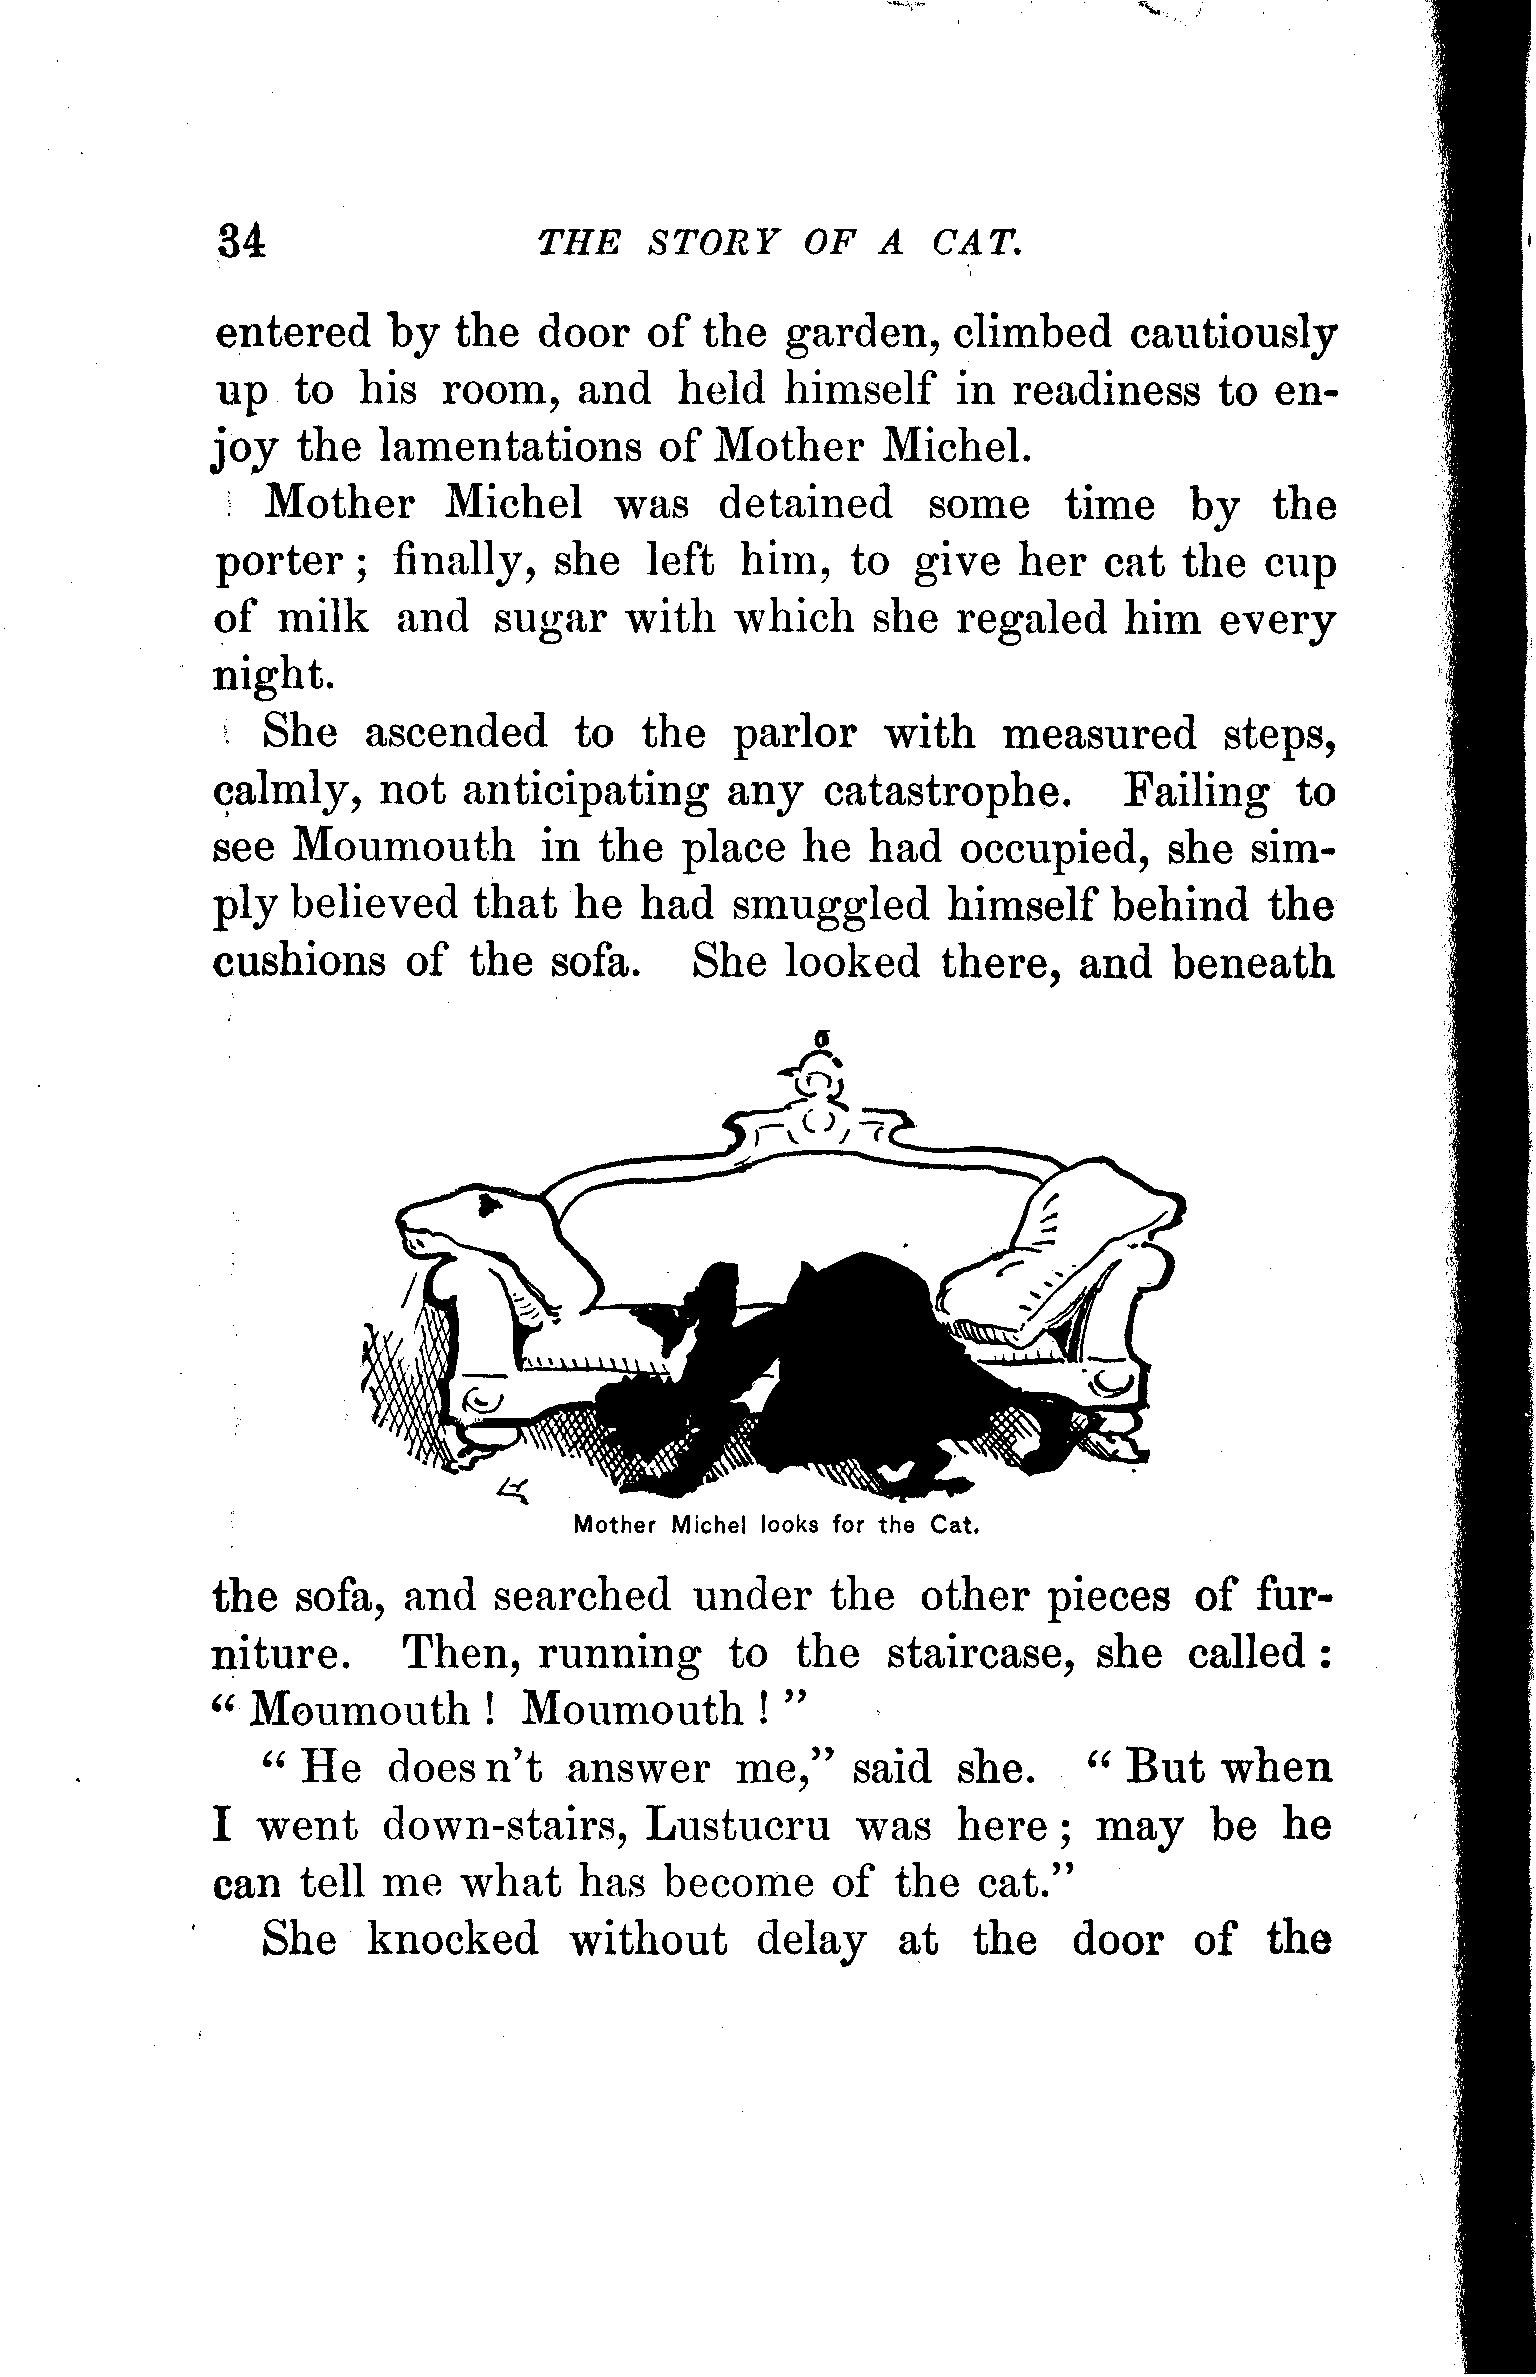 34 THE STORY OF A CAT.
entered by the door of the garden, climbed cautiously
up to his room, and held himself in readiness to en-
joy the lamentations of Mother Michel.
Mother Michel was detained some time by the
porter ; finally, she left him, to give her cat the cup
of milk and sugar with which she regaled him every
night.
She ascended to the parlor with measured steps,
calmly, not anticipating any catastrophe. Failing to
see Moumouth in the place he had occupied, she sim-
ply believed that he had smuggled himself behind the
cushions of the sofa. She looked there, and beneath
Mother Michel looks for the Cat.
the sofa, and searched under the other pieces of fur-
niture. Then, running to the staircase, she called :
“ Moumouth ! Moumouth ! ”
“ He doesn’t answer me,” said she. “ But when
I went down-stairs, Lustucru was here ; may be he
can tell me what has become of the cat.”
She knocked without delay at the door of the